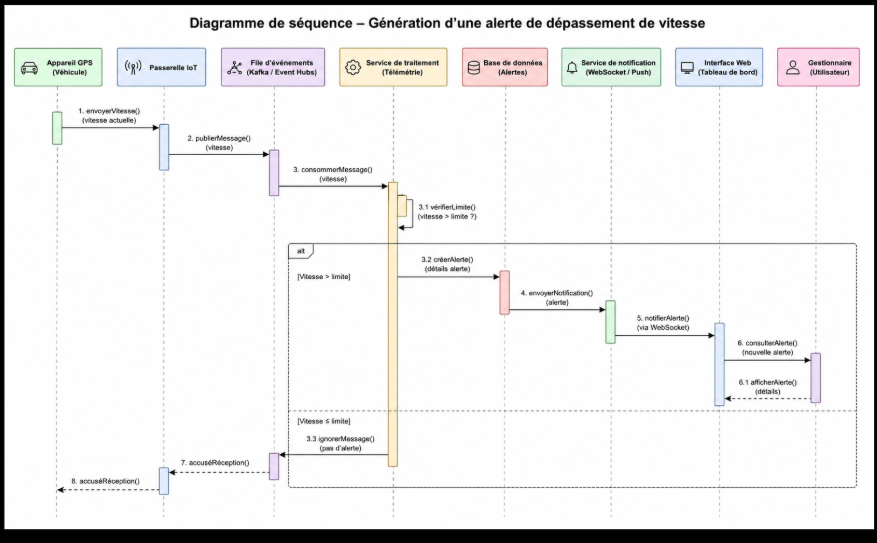 Diagramme de séquence – Génération d'une alerte de dépassement de vitesse
Appareil GPS
(Véhicule)
Passerelle IoT
File d'événements
(Kafka / Event Hubs)
Service de traitement
(Télémétrie)
Base de données
(Alertes)
Service de notification
(WebSocket / Push)
Interface Web
(Tableau de bord)
Gestionnaire
(Utilisateur)
1. envoyerVitesse()
(vitesse actuelle)
2. publierMessage()
(vitesse)
3. consommerMessage()
(vitesse)
3.1 vérifierLimite()
(vitesse > limite ?)
alt
[Vitesse > limite]
3.2 créerAlerte()
(détails alerte)
4. envoyerNotification()
(alerte)
5. notifierAlerte()
(via WebSocket)
6. consulterAlerte()
(nouvelle alerte)
6.1 afficherAlerte()
(détails)
[Vitesse ≤ limite]
3.3 ignorerMessage()
(pas d'alerte)
7. accuséRéception()
8. accuséRéception()